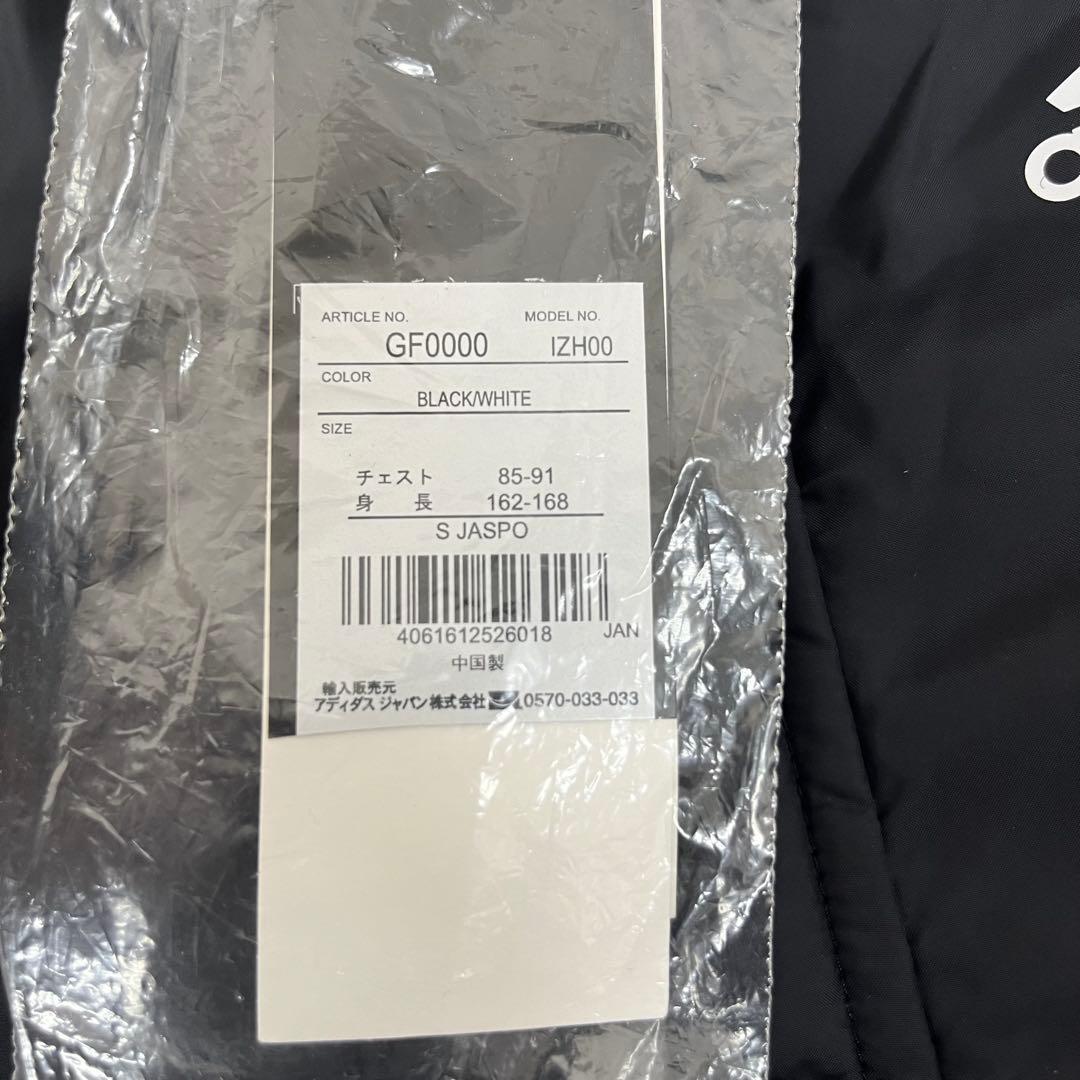 ARTICLE NO. MODEL NO.
GF0000 IZH00
COLOR
BLACK/WHITE
SIZE
チェスト 85-91
身 長 162-168
S JASPO
4061612526018 JAN
中国製
輸入販売元
アディダス ジャパン株式会社 0570-033-033